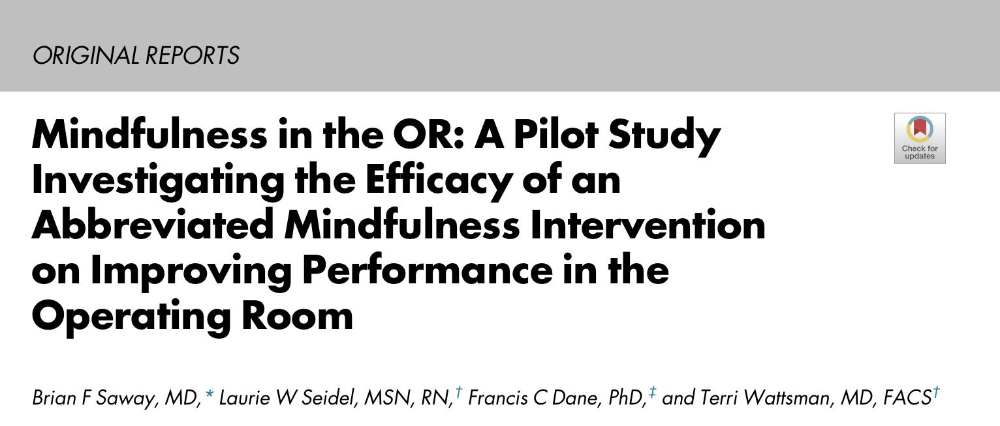 ORIGINAL REPORTS
Mindfulness in the OR: A Pilot Study
Investigating the Efficacy of an
Abbreviated Mindfulness Intervention
on Improving Performance in the
Operating Room
Check for
updates
Brian F Saway, MD,* Laurie W Seidel, MSN, RN,† Francis C Dane, PhD,‡ and Terri Wattsman, MD, FACS†